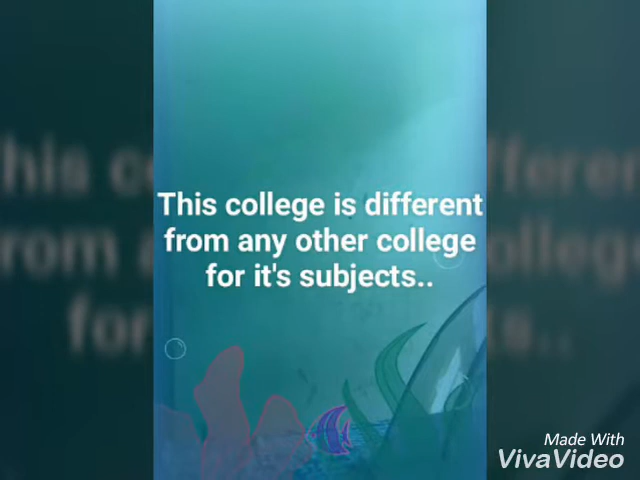 This college is different
from any other college
for it's subjects..
Made With
VivaVideo